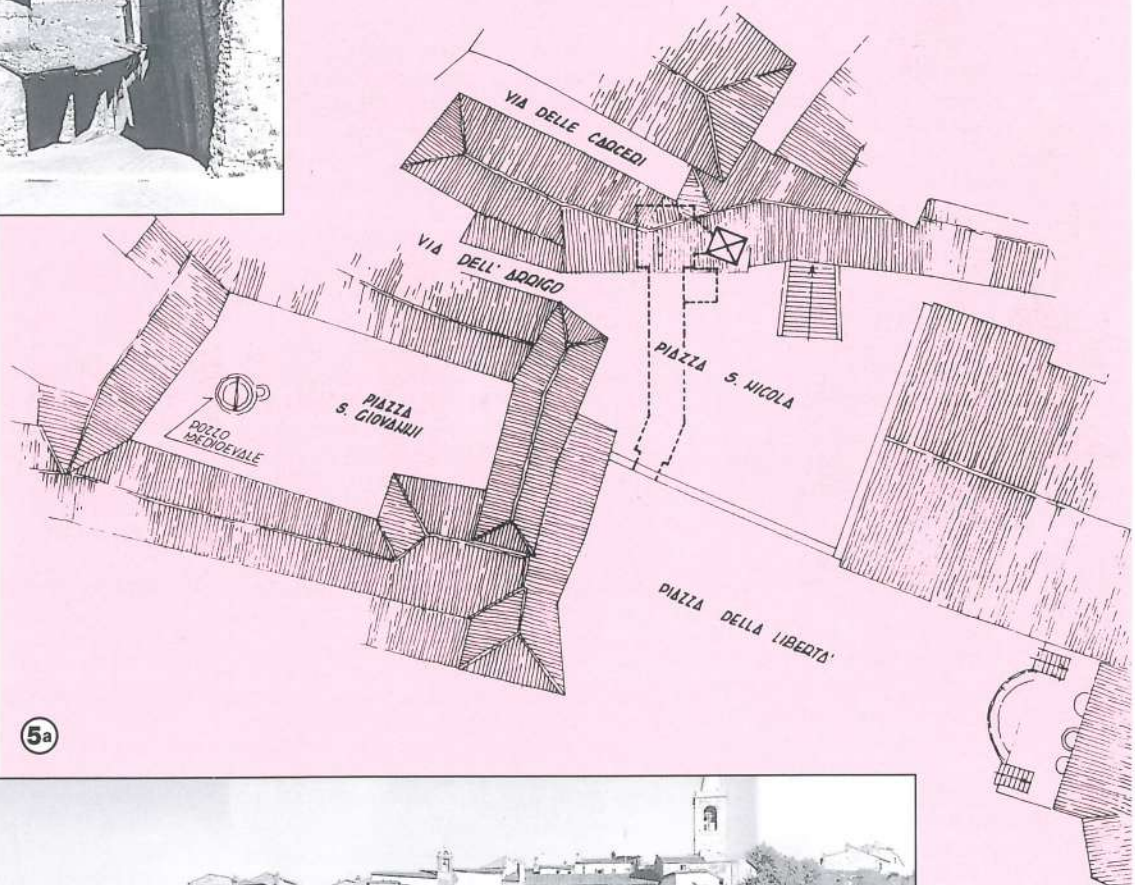 VIA DELLE CARCERI
VIA DELL' ARRIGO
PIAZZA S. NICOLA
PIAZZA
S. GIOVANNI
POZZO
MEDIOEVALE
PIAZZA DELLA LIBERTA'
5a